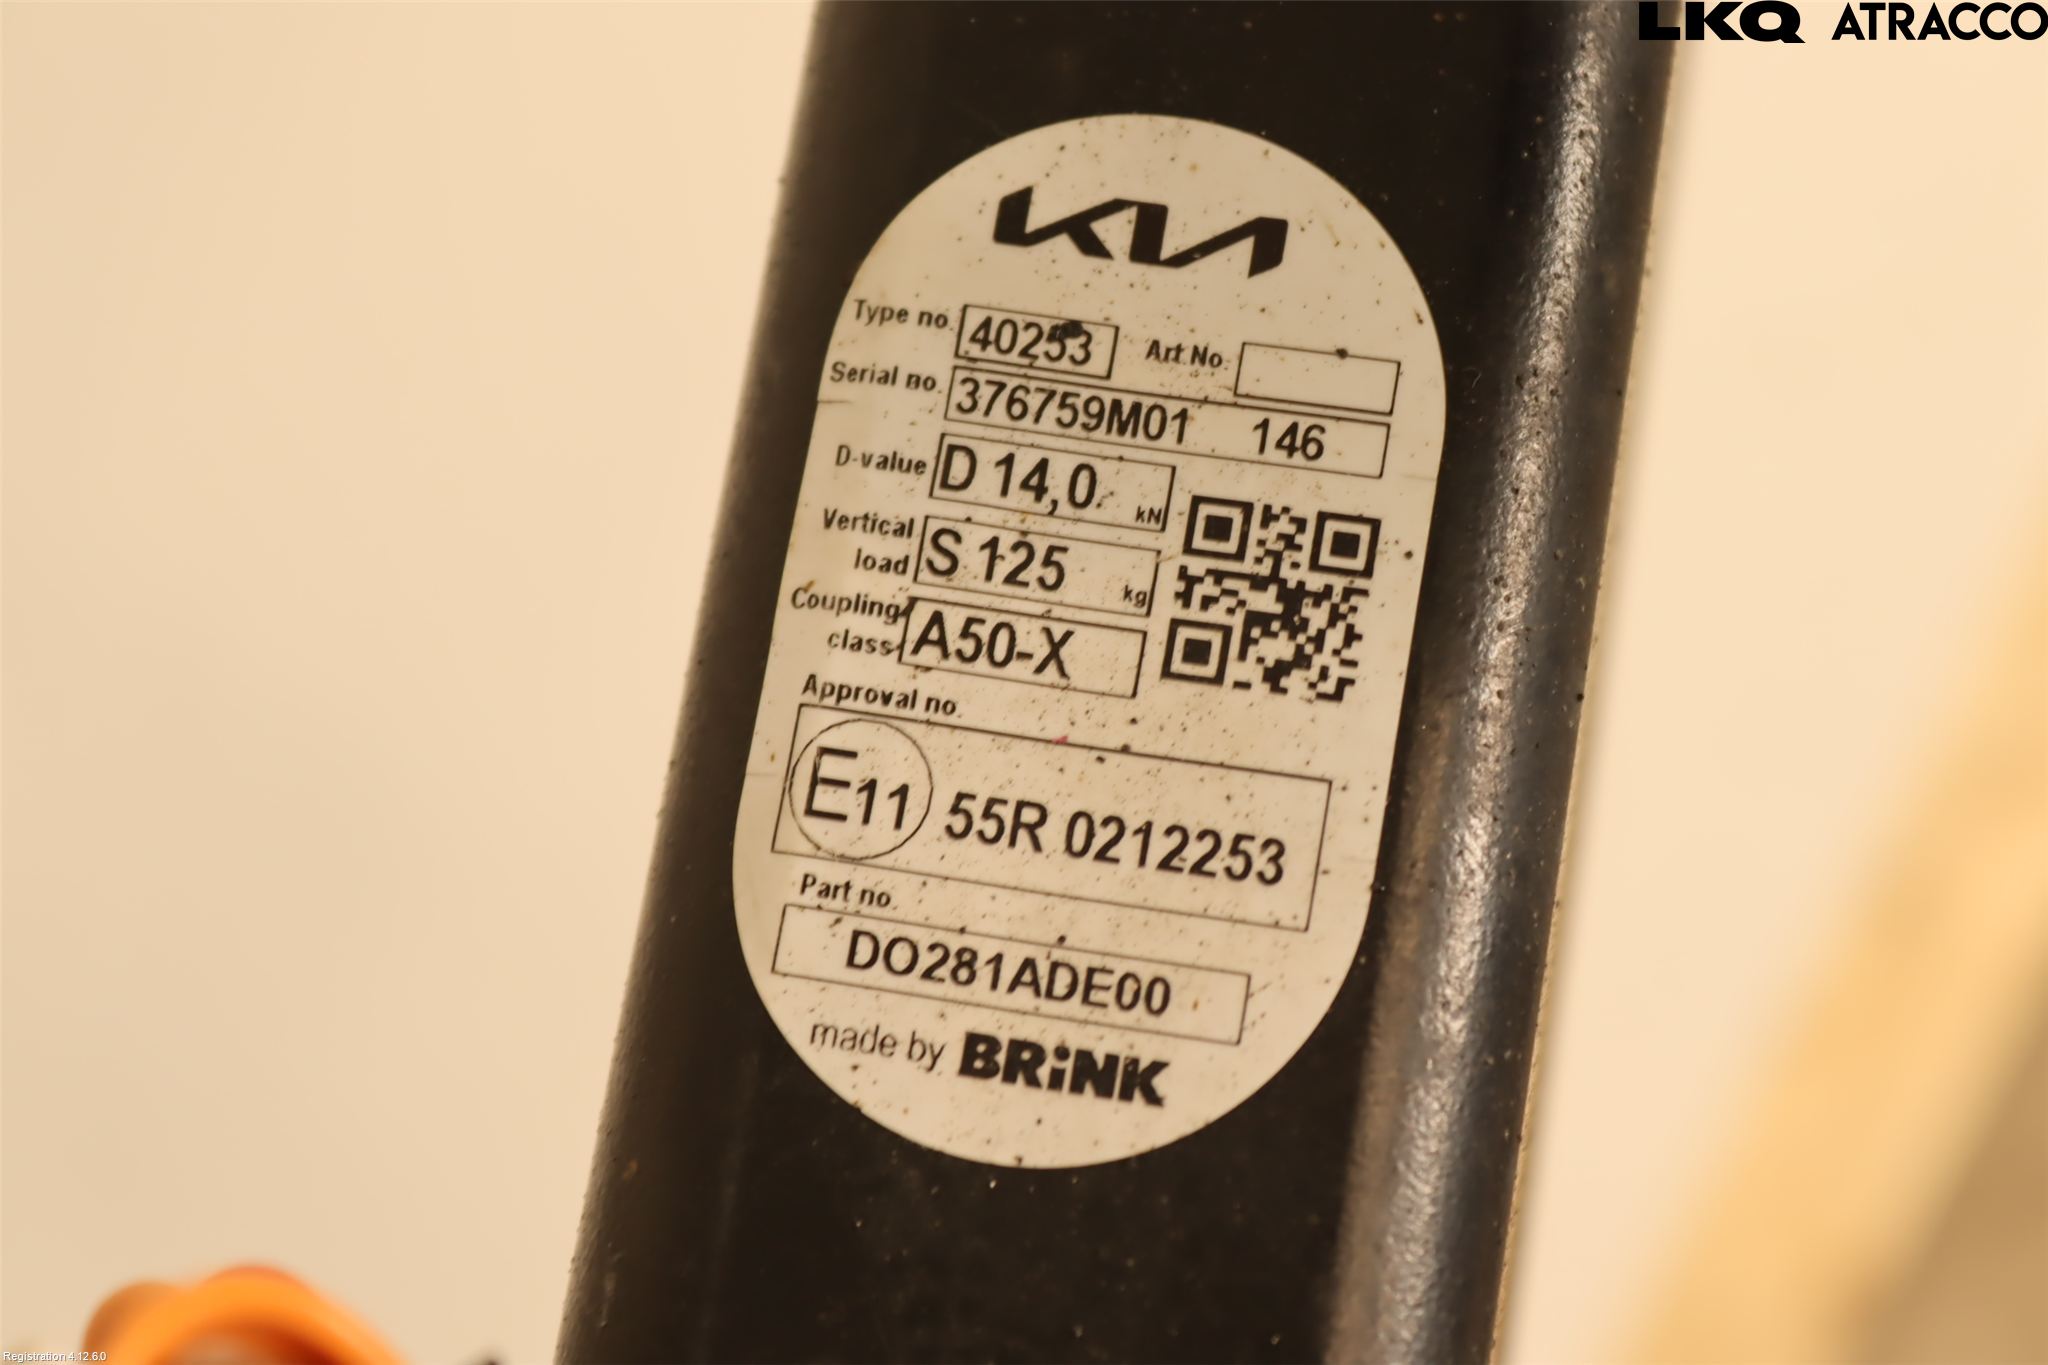 LKQ ATRACCO
KIA
Type no. 40253 Art.No.
Serial no. 376759M01 146
D-value D 14,0 kN
Vertical load S 125 kg
Coupling class A50-X
Approval no.
E11 55R 0212253
Part no.
DO281ADE00
made by BRiNK
Registration 4.12.6.0